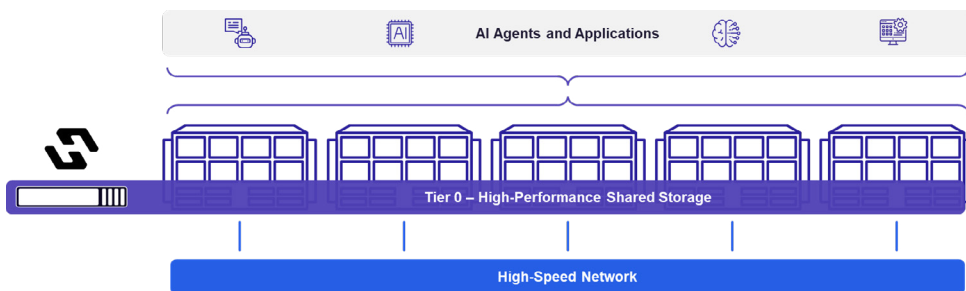 AI
AI Agents and Applications
Tier 0 – High-Performance Shared Storage
High-Speed Network